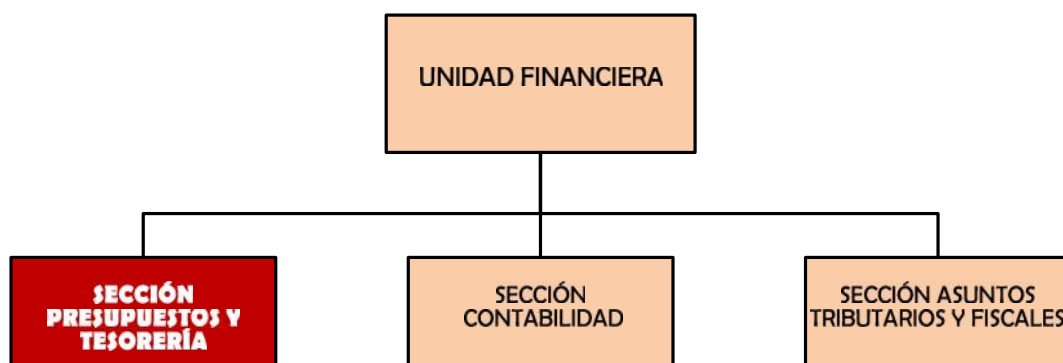 UNIDAD FINANCIERA
SECCIÓN
PRESUPUESTOS Y
TESORERÍA
SECCIÓN
CONTABILIDAD
SECCIÓN ASUNTOS
TRIBUTARIOS Y FISCALES